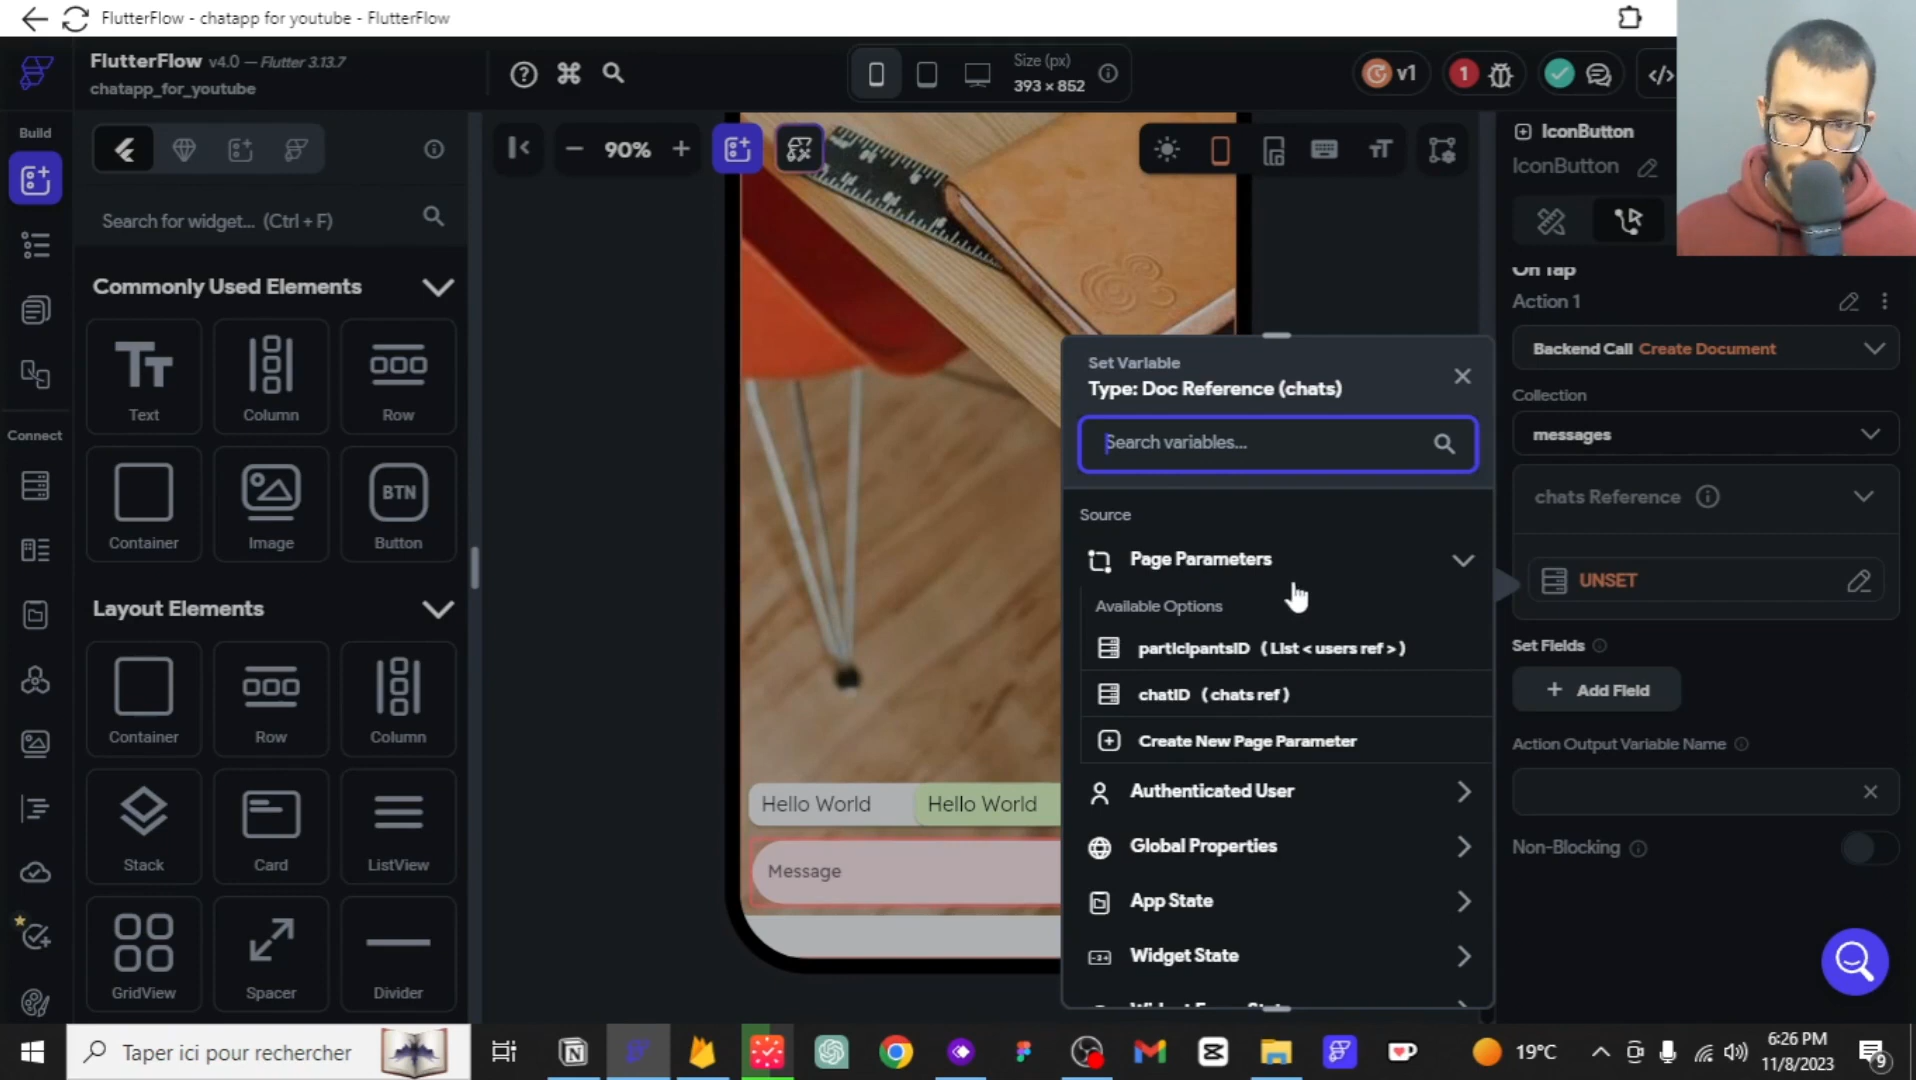 FlutterFlow - chatapp for youtube - FlutterFlow
FlutterFlow v4.0 — Flutter 3.13.7
chatapp_for_youtube
Size (px)
393 × 852
v1
1
Build
90%
Search for widget... (Ctrl + F)
Commonly Used Elements
Text
Column
Row
BTN
Container
Image
Button
Connect
Layout Elements
Container
Row
Column
Stack
Card
ListView
GridView
Spacer
Divider
Hello World
Hello World
Message
Set Variable
Type: Doc Reference (chats)
Search variables...
Source
Page Parameters
Available Options
participantsID ( List < users ref > )
chatID ( chats ref )
Create New Page Parameter
Authenticated User
Global Properties
App State
Widget State
IconButton
IconButton
On Tap
Action 1
Backend Call Create Document
Collection
messages
chats Reference
UNSET
Set Fields
+ Add Field
Action Output Variable Name
Non-Blocking
Taper ici pour rechercher
19°C
6:26 PM
11/8/2023
9